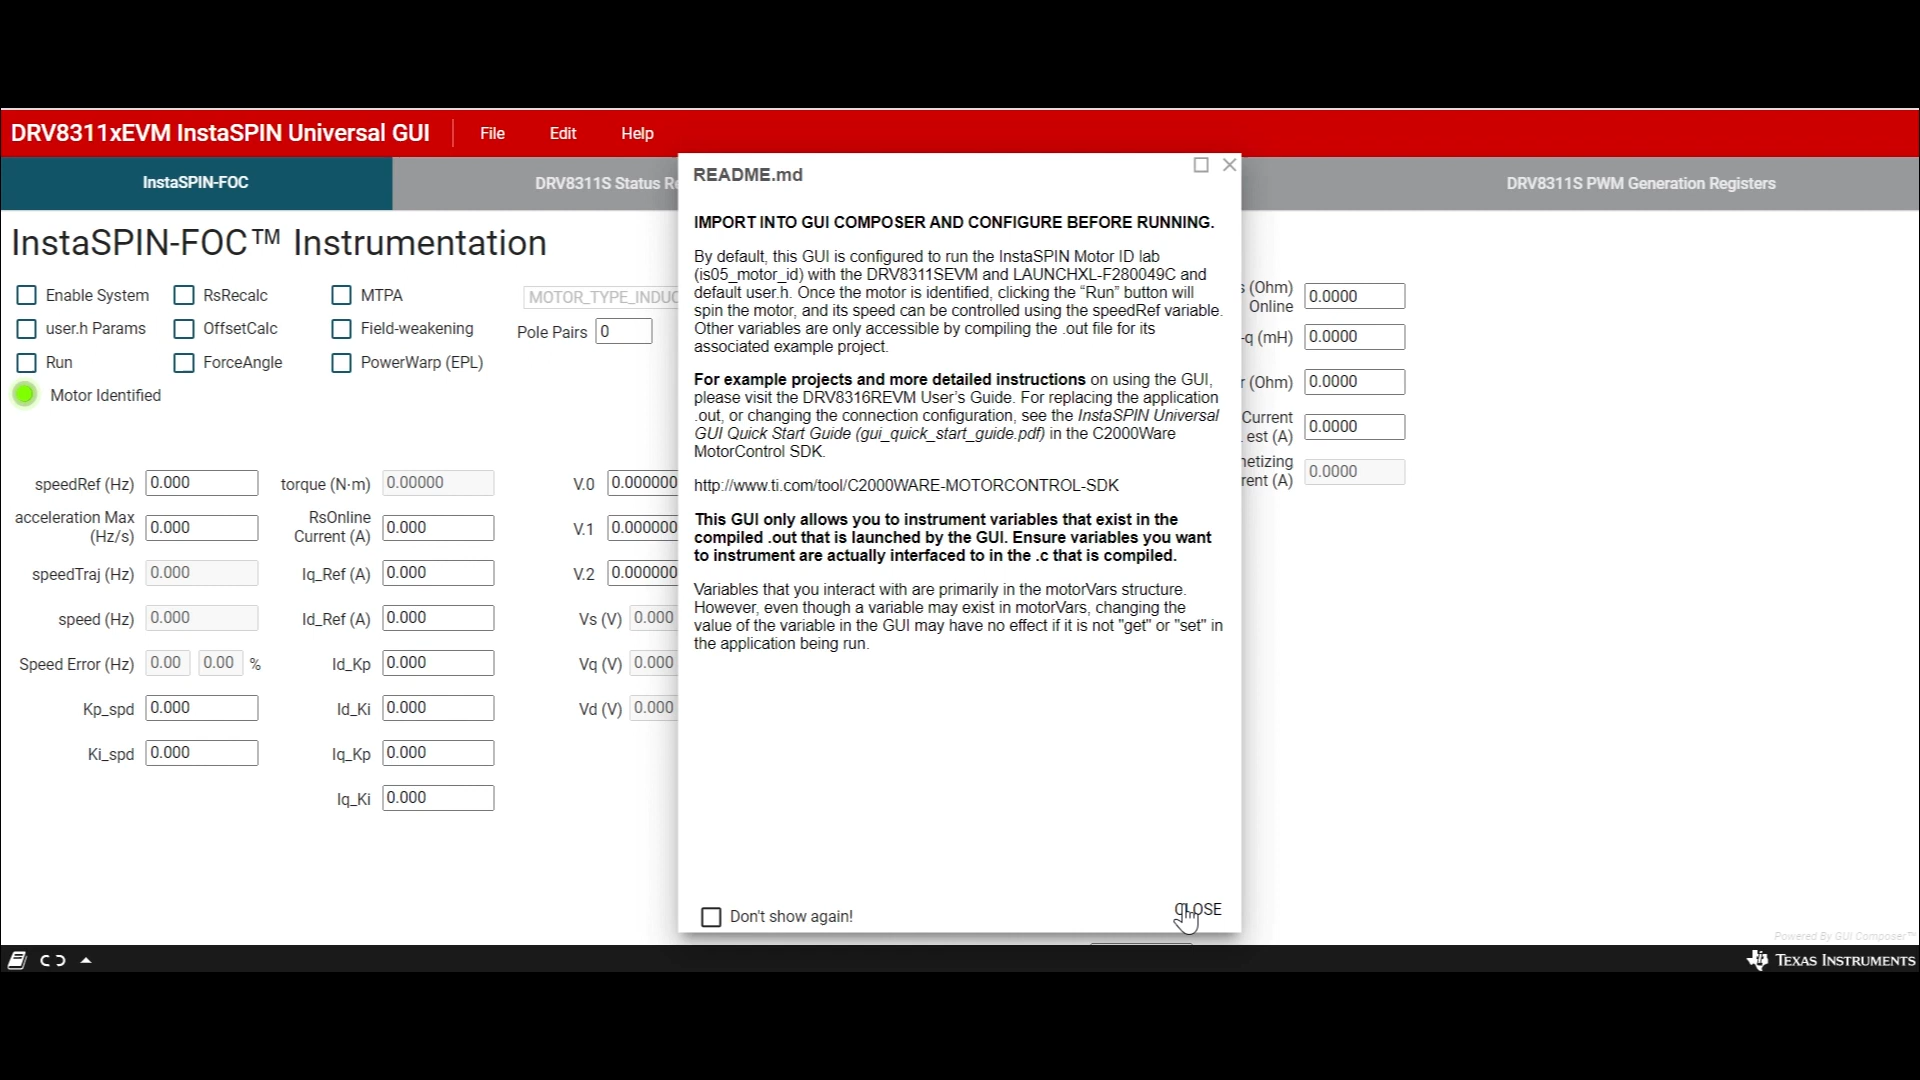 DRV8311xEVM InstaSPIN Universal GUI
File
Edit
Help
InstaSPIN-FOC
DRV8311S Status Re
DRV8311S PWM Generation Registers
InstaSPIN-FOC™ Instrumentation
Enable System
RsRecalc
MTPA
MOTOR_TYPE_INDUC
user.h Params
OffsetCalc
Field-weakening
Pole Pairs 0
Run
ForceAngle
PowerWarp (EPL)
Motor Identified
speedRef (Hz) 0.000
acceleration Max
(Hz/s) 0.000
speedTraj (Hz) 0.000
speed (Hz) 0.000
Speed Error (Hz) 0.00 0.00 %
Kp_spd 0.000
Ki_spd 0.000
torque (N·m) 0.00000
RsOnline
Current (A) 0.000
Iq_Ref (A) 0.000
Id_Ref (A) 0.000
Id_Kp 0.000
Id_Ki 0.000
Iq_Kp 0.000
Iq_Ki 0.000
V.0 0.000000
V.1 0.000000
V.2 0.000000
Vs (V) 0.000
Vq (V) 0.000
Vd (V) 0.000
README.md
IMPORT INTO GUI COMPOSER AND CONFIGURE BEFORE RUNNING.
By default, this GUI is configured to run the InstaSPIN Motor ID lab
(is05_motor_id) with the DRV8311SEVM and LAUNCHXL-F280049C and
default user.h. Once the motor is identified, clicking the “Run” button will
spin the motor, and its speed can be controlled using the speedRef variable.
Other variables are only accessible by compiling the .out file for its
associated example project.
For example projects and more detailed instructions on using the GUI,
please visit the DRV8316REVM User’s Guide. For replacing the application
.out, or changing the connection configuration, see the InstaSPIN Universal
GUI Quick Start Guide (gui_quick_start_guide.pdf) in the C2000Ware
MotorControl SDK.
http://www.ti.com/tool/C2000WARE-MOTORCONTROL-SDK
This GUI only allows you to instrument variables that exist in the
compiled .out that is launched by the GUI. Ensure variables you want
to instrument are actually interfaced to in the .c that is compiled.
Variables that you interact with are primarily in the motorVars structure.
However, even though a variable may exist in motorVars, changing the
value of the variable in the GUI may have no effect if it is not "get" or "set" in
the application being run.
Don't show again!
CLOSE
s (Ohm)
Online 0.0000
-q (mH) 0.0000
r (Ohm) 0.0000
Current
est (A) 0.0000
netizing
rent (A) 0.0000
Powered By GUI Composer™
TEXAS INSTRUMENTS